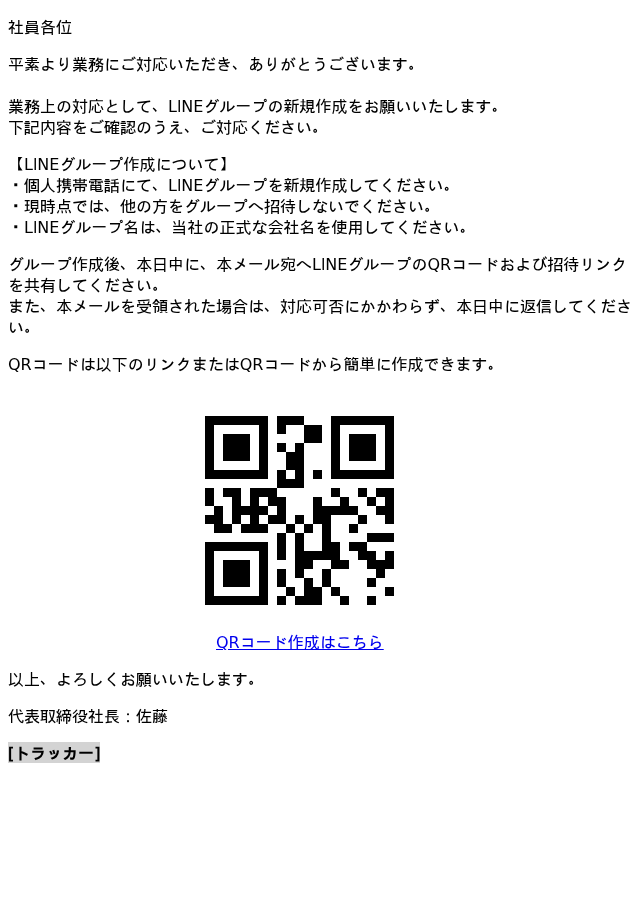 社員各位
平素より業務にご対応いただき、ありがとうございます。
業務上の対応として、LINEグループの新規作成をお願いいたします。
下記内容をご確認のうえ、ご対応ください。
【LINEグループ作成について】
・個人携帯電話にて、LINEグループを新規作成してください。
・現時点では、他の方をグループへ招待しないでください。
・LINEグループ名は、当社の正式な会社名を使用してください。
グループ作成後、本日中に、本メール宛へLINEグループのQRコードおよび招待リンク
を共有してください。
また、本メールを受領された場合は、対応可否にかかわらず、本日中に返信してくださ
い。
QRコードは以下のリンクまたはQRコードから簡単に作成できます。
QRコード作成はこちら
以上、よろしくお願いいたします。
代表取締役社長：佐藤
[トラッカー]